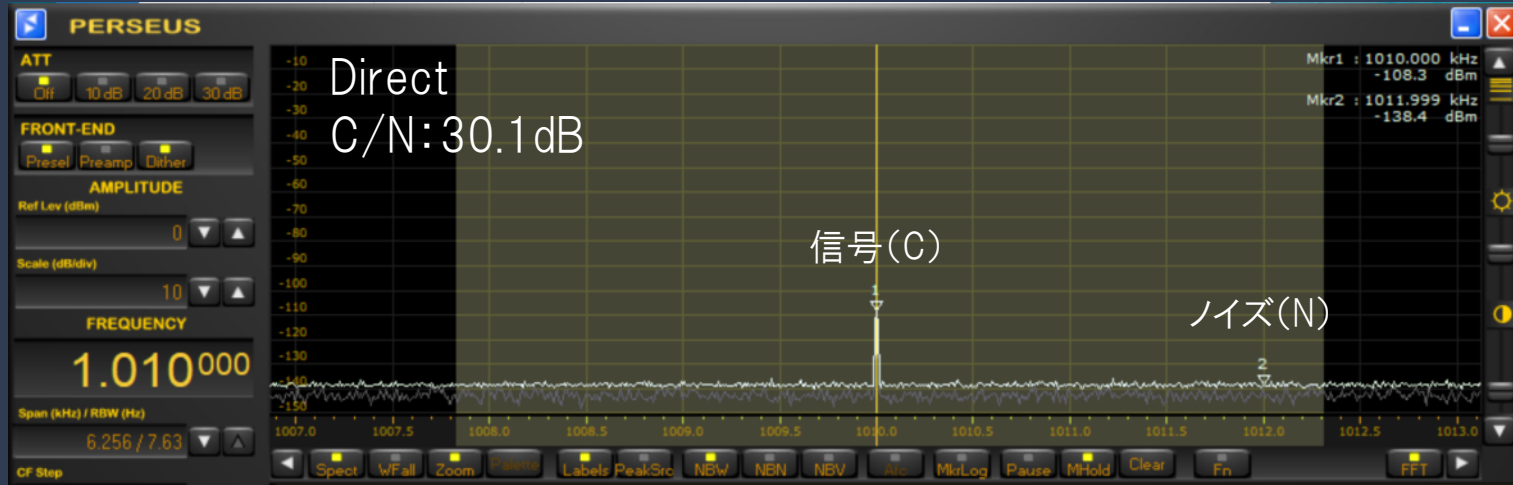 PERSEUS
ATT
Off 10 dB 20 dB 30 dB
FRONT-END
Presel Preamp Dither
AMPLITUDE
Ref Lev (dBm)
0
Scale (dB/div)
10
FREQUENCY
1.010000
Span (kHz) / RBW (Hz)
6.256 / 7.63
CF Step
Direct
C/N:30.1dB
Mkr1 : 1010.000 kHz
-108.3 dBm
Mkr2 : 1011.999 kHz
-138.4 dBm
-10
-20
-30
-40
-50
-60
-70
-80
-90
-100
-110
-120
-130
-140
-150
信号(C)
1
ノイズ(N)
2
1007.0 1007.5 1008.0 1008.5 1009.0 1009.5 1010.0 1010.5 1011.0 1011.5 1012.0 1012.5 1013.0
Spect WFall Zoom Palette Labels PeakSrc NBW NBN NBV Afc MkrLog Pause MHold Clear Fn FFT